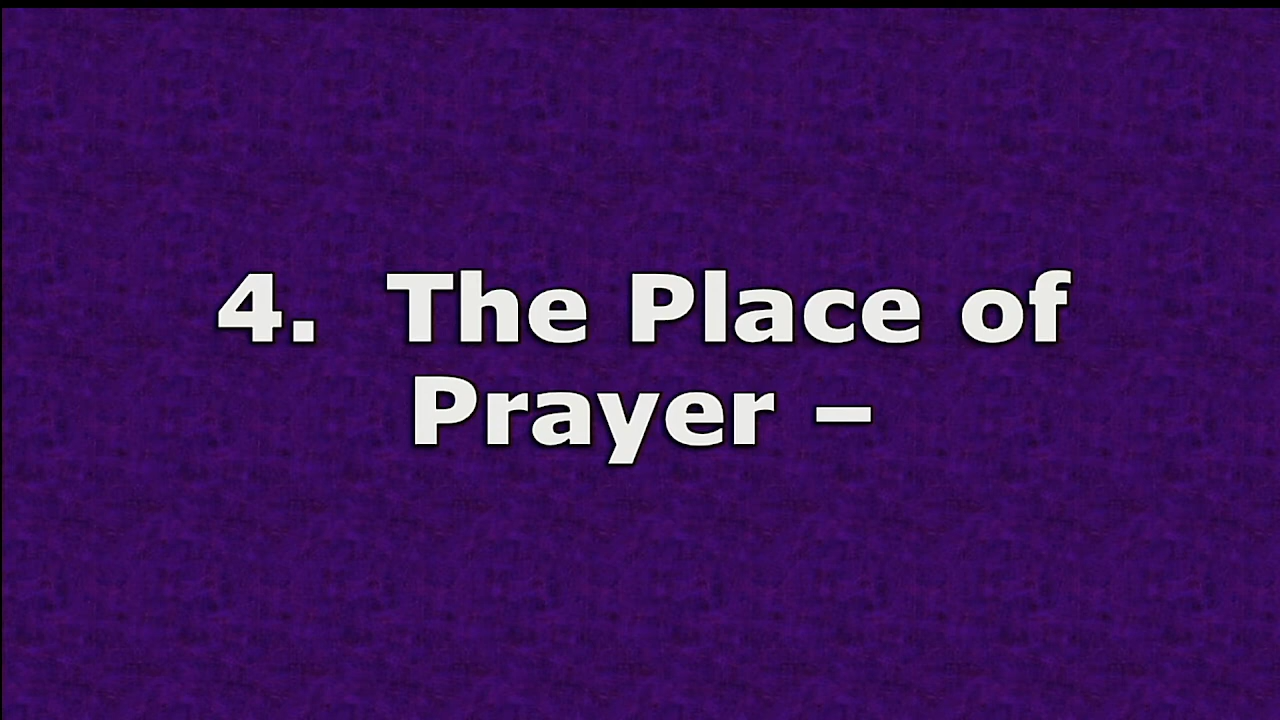 4.  The Place of
Prayer –